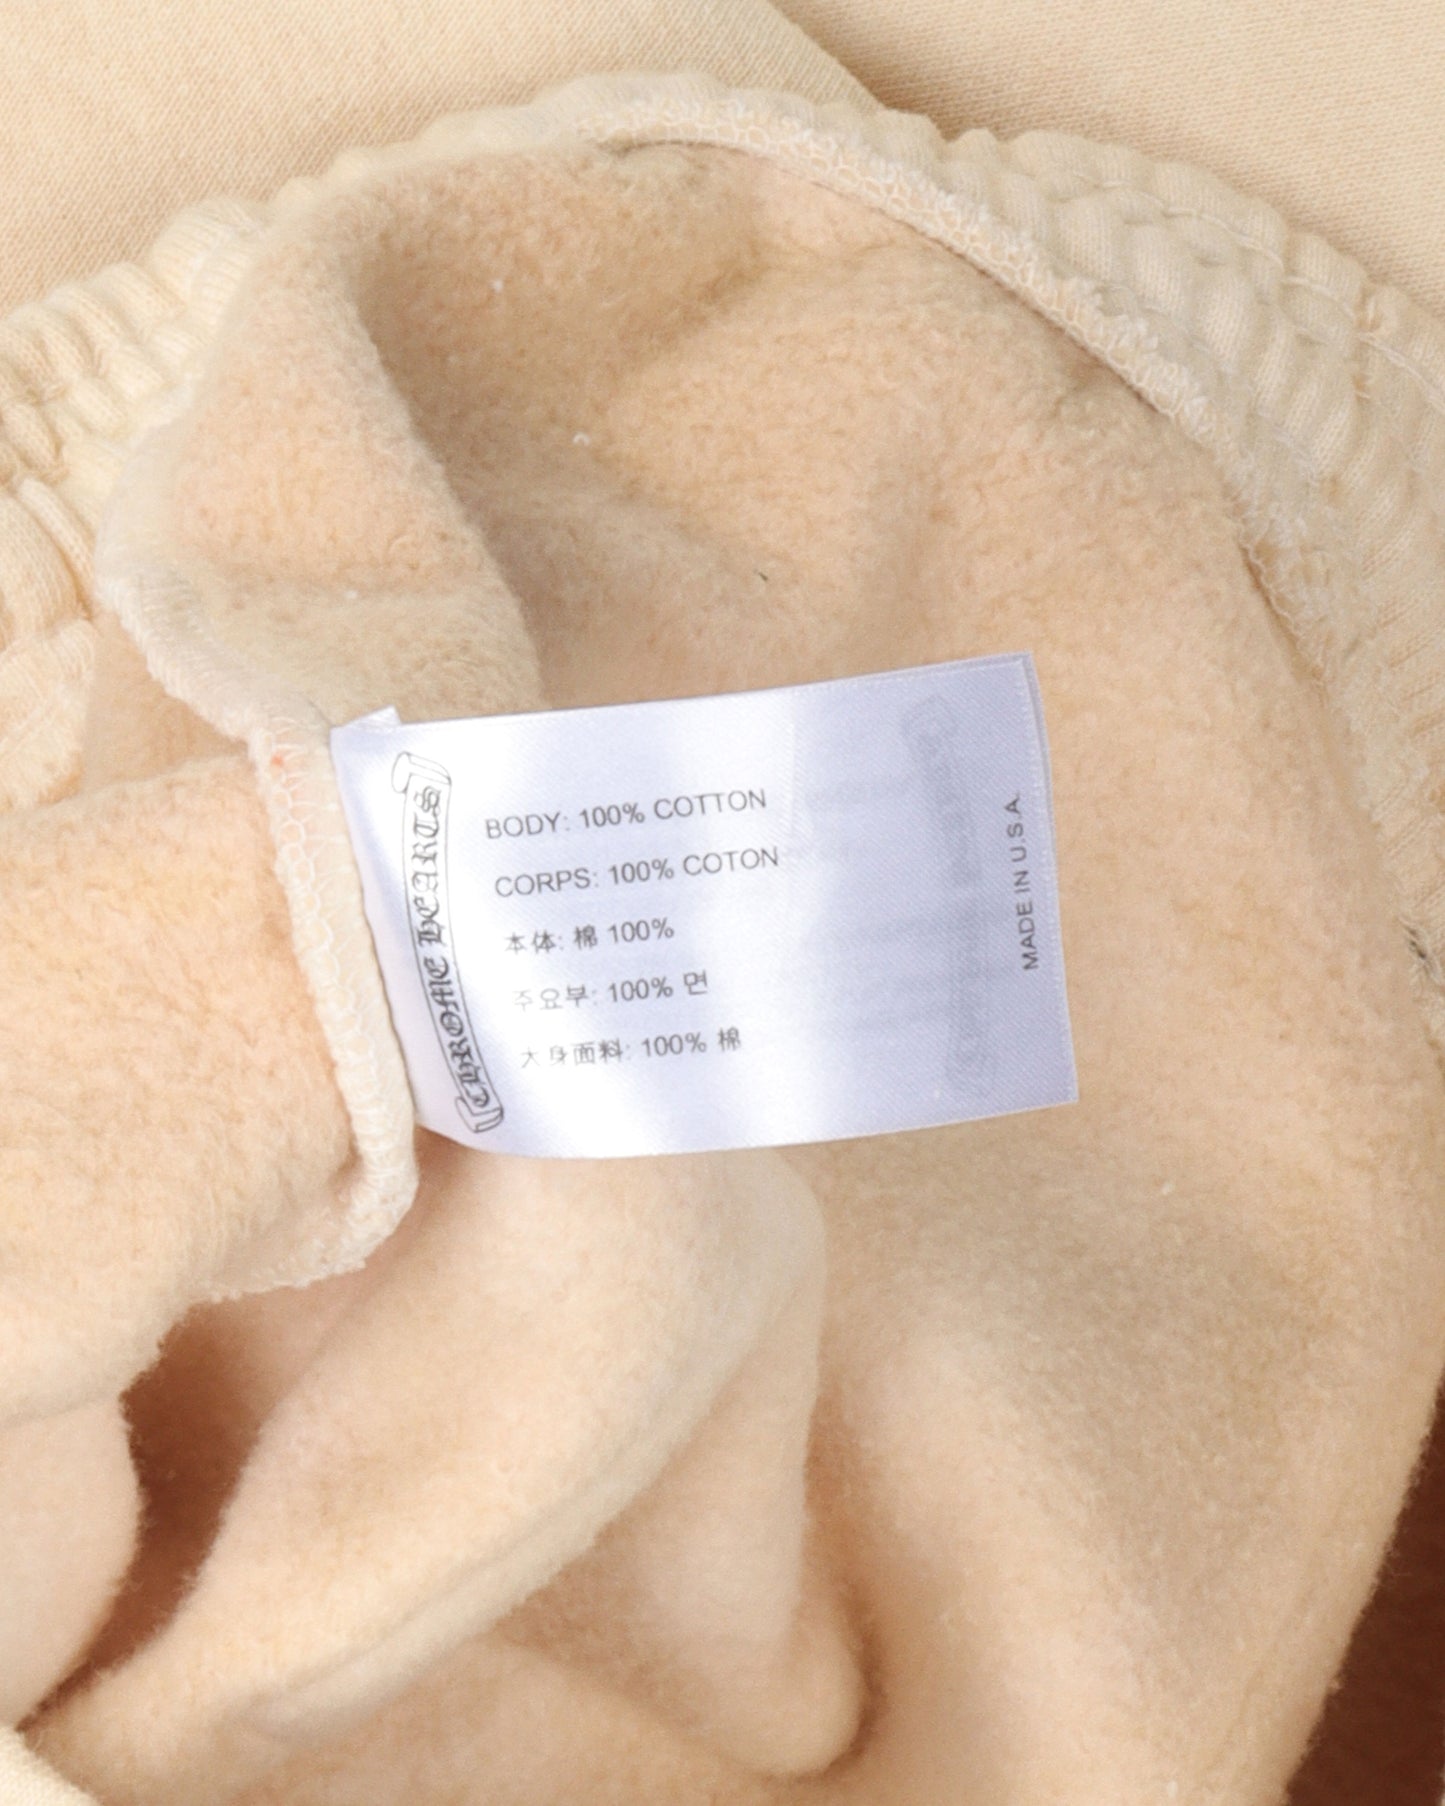 CHROME HEARTS
BODY: 100% COTTON
CORPS: 100% COTON
本体: 棉 100%
주요부: 100% 면
大身面料: 100% 棉
MADE IN U.S.A.